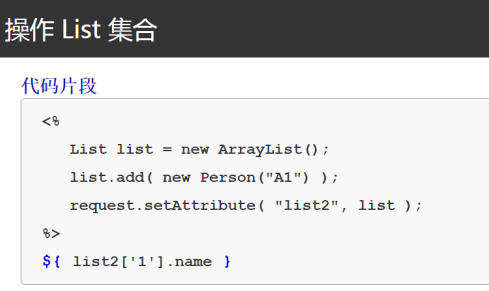 操作 List 集合
代码片段
<%
List list = new ArrayList();
list.add( new Person("A1") );
request.setAttribute( "list2", list );
%>
${ list2['1'].name }